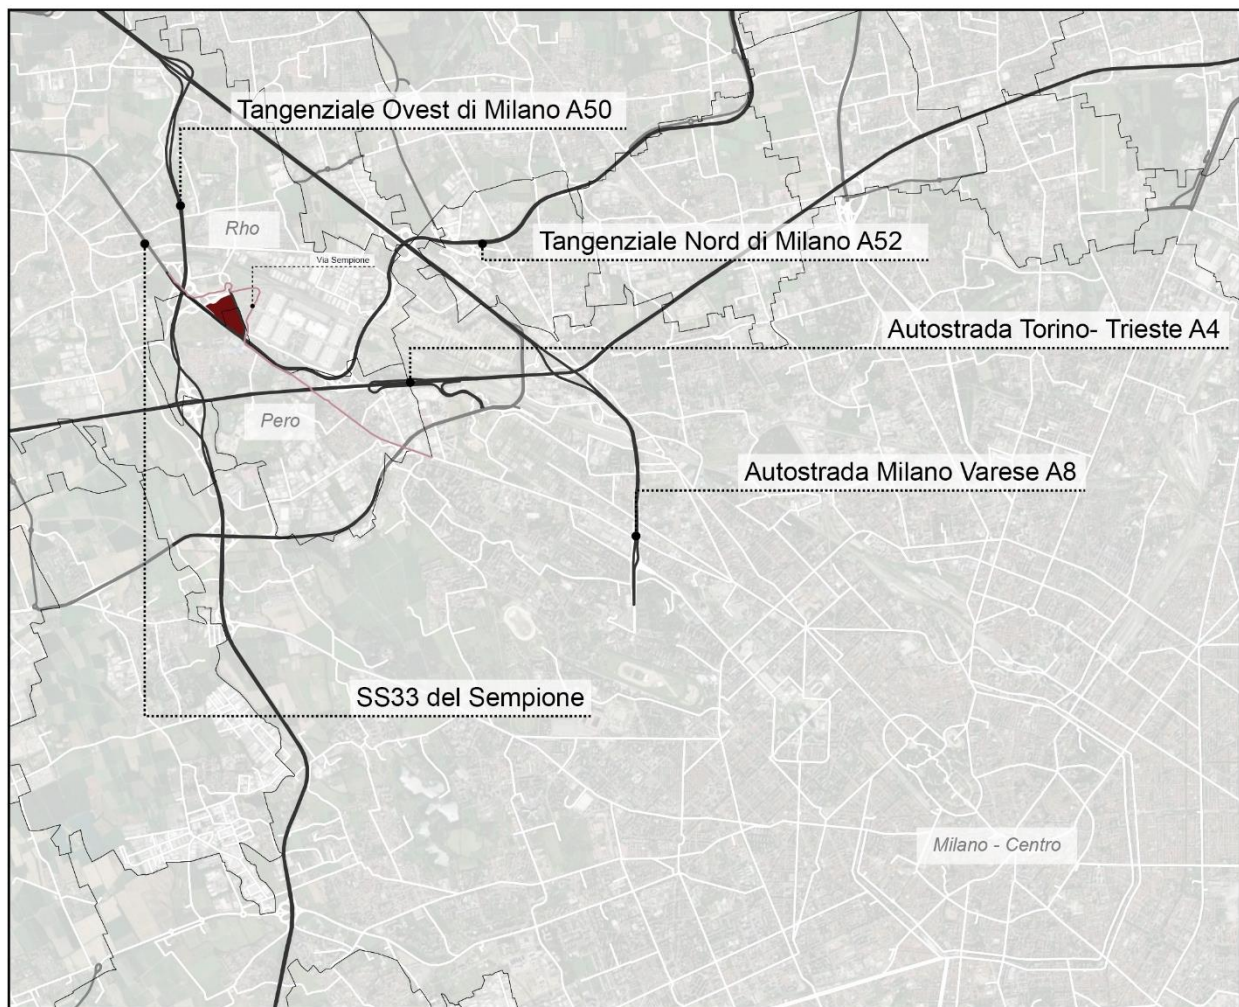 Tangenziale Ovest di Milano A50
Rho
Tangenziale Nord di Milano A52
Via Sempione
Autostrada Torino- Trieste A4
Pero
Autostrada Milano Varese A8
SS33 del Sempione
Milano - Centro